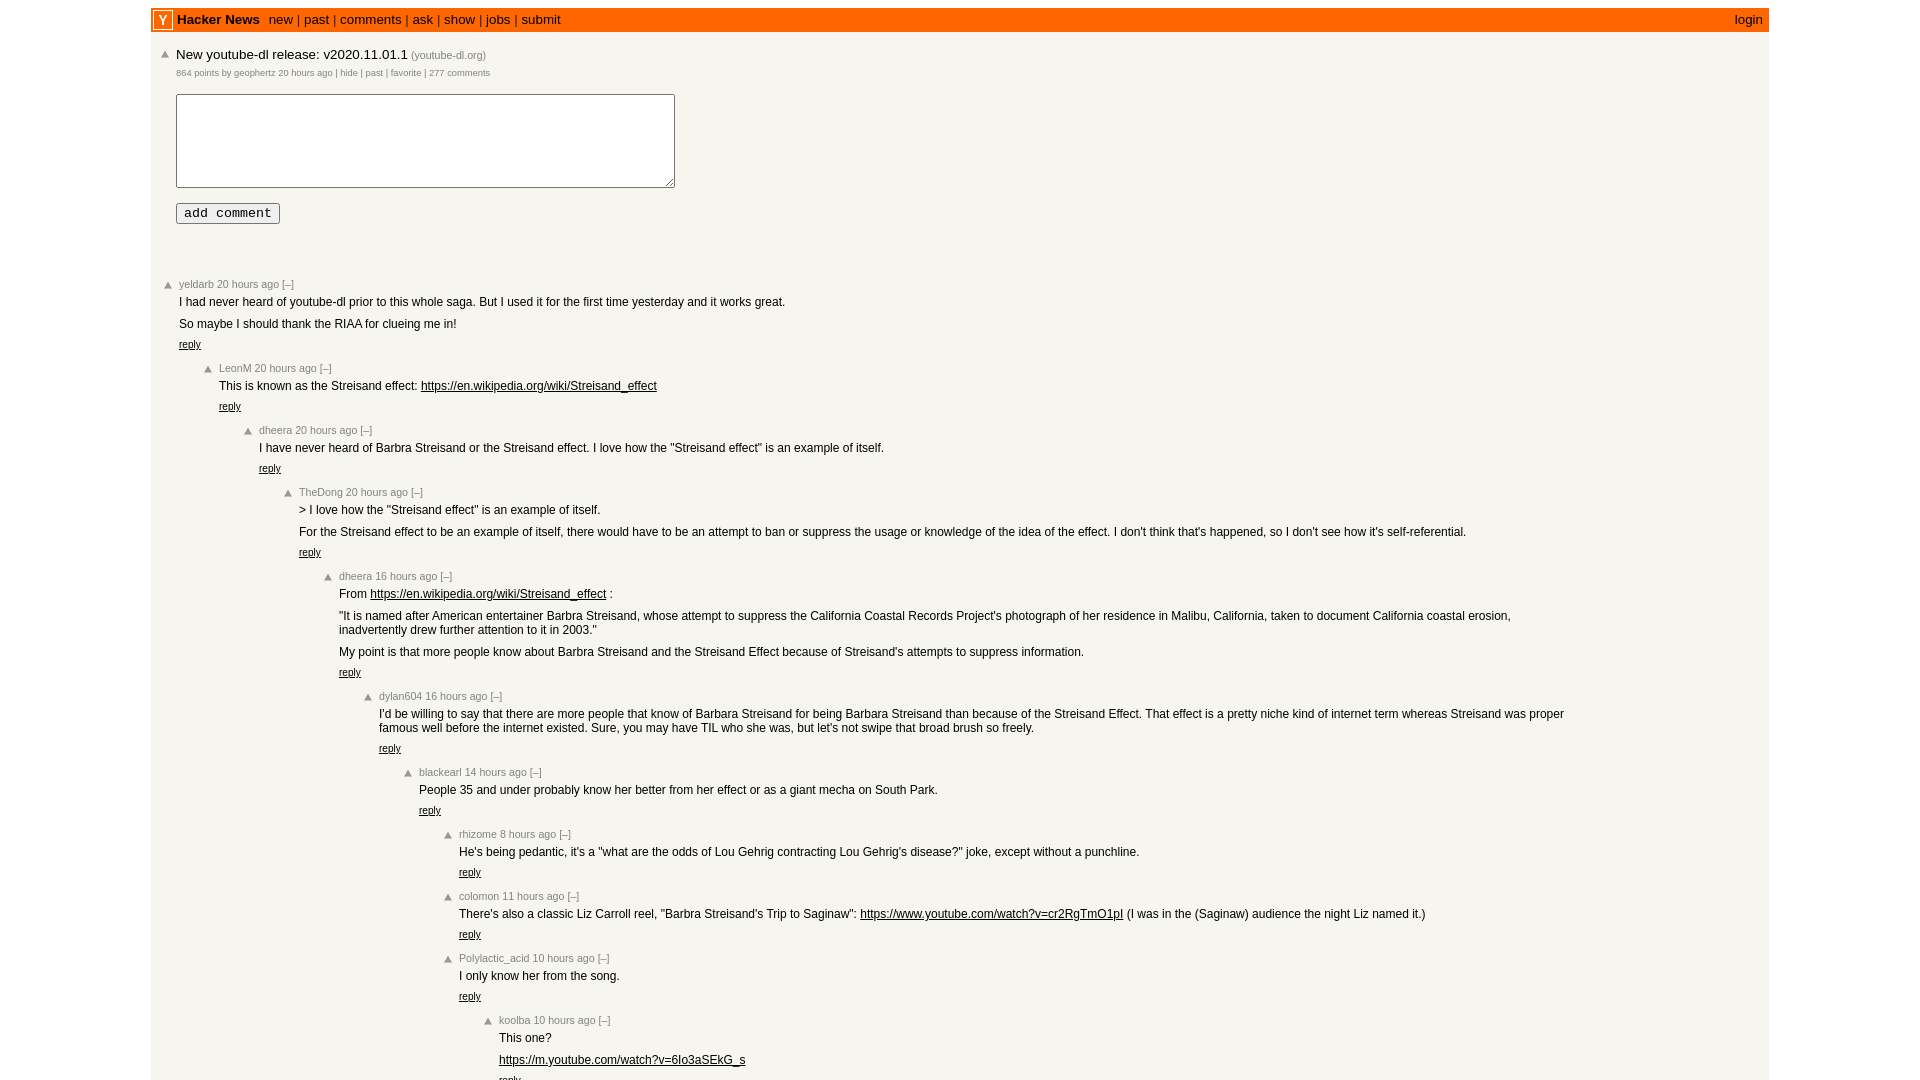 Y Hacker News new | past | comments | ask | show | jobs | submit login
New youtube-dl release: v2020.11.01.1 (youtube-dl.org)
864 points by geophertz 20 hours ago | hide | past | favorite | 277 comments
add comment
yeldarb 20 hours ago [–]
I had never heard of youtube-dl prior to this whole saga. But I used it for the first time yesterday and it works great.
So maybe I should thank the RIAA for clueing me in!
reply
LeonM 20 hours ago [–]
This is known as the Streisand effect: https://en.wikipedia.org/wiki/Streisand_effect
reply
dheera 20 hours ago [–]
I have never heard of Barbra Streisand or the Streisand effect. I love how the "Streisand effect" is an example of itself.
reply
TheDong 20 hours ago [–]
> I love how the "Streisand effect" is an example of itself.
For the Streisand effect to be an example of itself, there would have to be an attempt to ban or suppress the usage or knowledge of the idea of the effect. I don't think that's happened, so I don't see how it's self-referential.
reply
dheera 16 hours ago [–]
From https://en.wikipedia.org/wiki/Streisand_effect :
"It is named after American entertainer Barbra Streisand, whose attempt to suppress the California Coastal Records Project's photograph of her residence in Malibu, California, taken to document California coastal erosion,
inadvertently drew further attention to it in 2003."
My point is that more people know about Barbra Streisand and the Streisand Effect because of Streisand's attempts to suppress information.
reply
dylan604 16 hours ago [–]
I'd be willing to say that there are more people that know of Barbara Streisand for being Barbara Streisand than because of the Streisand Effect. That effect is a pretty niche kind of internet term whereas Streisand was proper
famous well before the internet existed. Sure, you may have TIL who she was, but let's not swipe that broad brush so freely.
reply
blackearl 14 hours ago [–]
People 35 and under probably know her better from her effect or as a giant mecha on South Park.
reply
rhizome 8 hours ago [–]
He's being pedantic, it's a "what are the odds of Lou Gehrig contracting Lou Gehrig's disease?" joke, except without a punchline.
reply
colomon 11 hours ago [–]
There's also a classic Liz Carroll reel, "Barbra Streisand's Trip to Saginaw": https://www.youtube.com/watch?v=cr2RgTmO1pI (I was in the (Saginaw) audience the night Liz named it.)
reply
Polylactic_acid 10 hours ago [–]
I only know her from the song.
reply
koolba 10 hours ago [–]
This one?
https://m.youtube.com/watch?v=6Io3aSEkG_s
reply